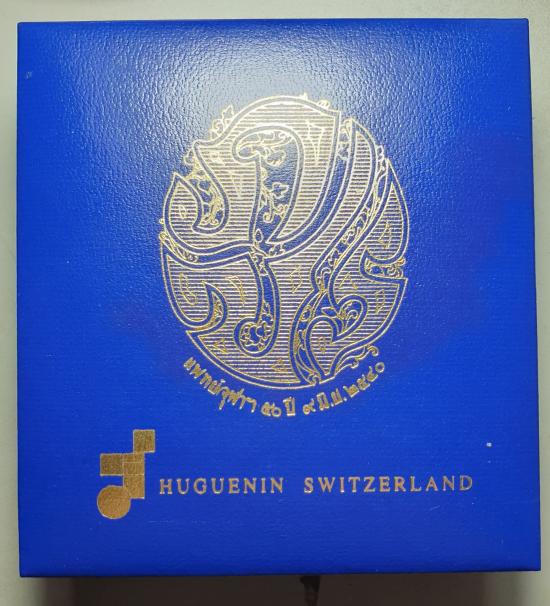 แพทย์จุฬาฯ ๕๐ ปี ๙ มิ.ย. ๒๕๔๐
HUGUENIN SWITZERLAND